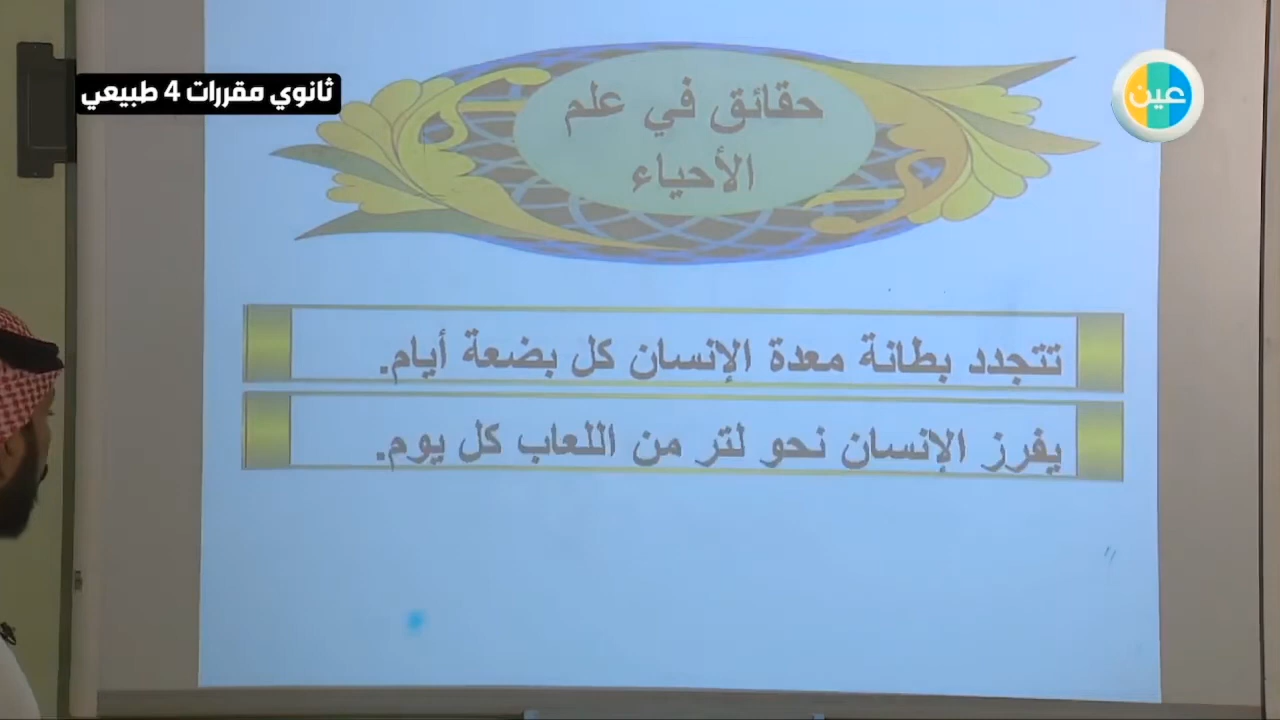 ثانوي مقررات 4 طبيعي
عين
حقائق في علم
الأحياء
تتجدد بطانة معدة الإنسان كل بضعة أيام.
يفرز الإنسان نحو لتر من اللعاب كل يوم.